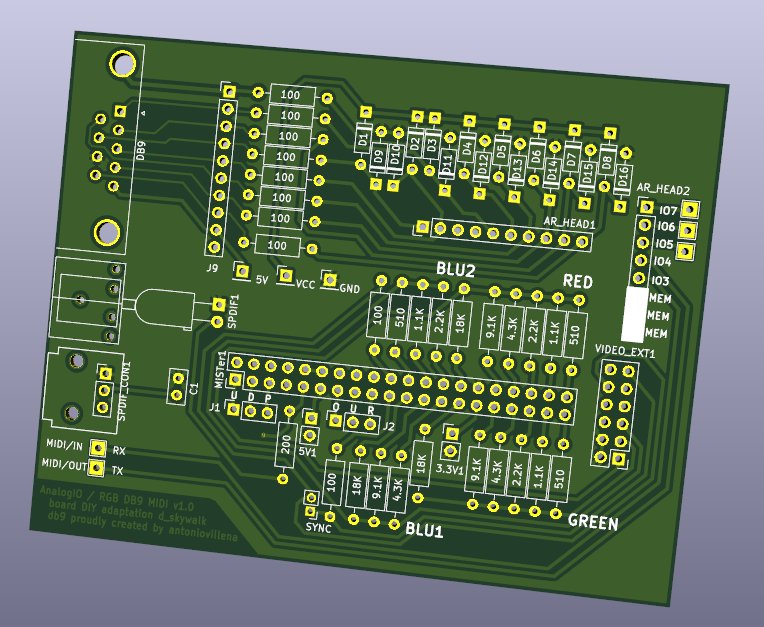 DB9
100
100
100
100
100
100
100
100
J9
5V
VCC
GND
D1
D9
D10
D2
D3
D11
D4
D12
D5
D13
D6
D14
D7
D15
D8
D16
AR_HEAD1
AR_HEAD2
IO7
IO6
IO5
IO4
IO3
MEM
MEM
MEM
BLU2
RED
100
510
1.1K
2.2K
18K
9.1K
4.3K
2.2K
1.1K
510
VIDEO_EXT1
SPDIF1
SPDIF_CON1
C1
MISTer1
J1
U D P
O U R
J2
200
5V1
18K
3.3V1
9.1K
4.3K
2.2K
1.1K
510
GREEN
100
18K
9.1K
4.3K
BLU1
SYNC
MIDI/IN
RX
MIDI/OUT
TX
AnalogIO / RGB DB9 MIDI v1.0
board DIY adaptation d_skywalk
db9 proudly created by antoniovillena